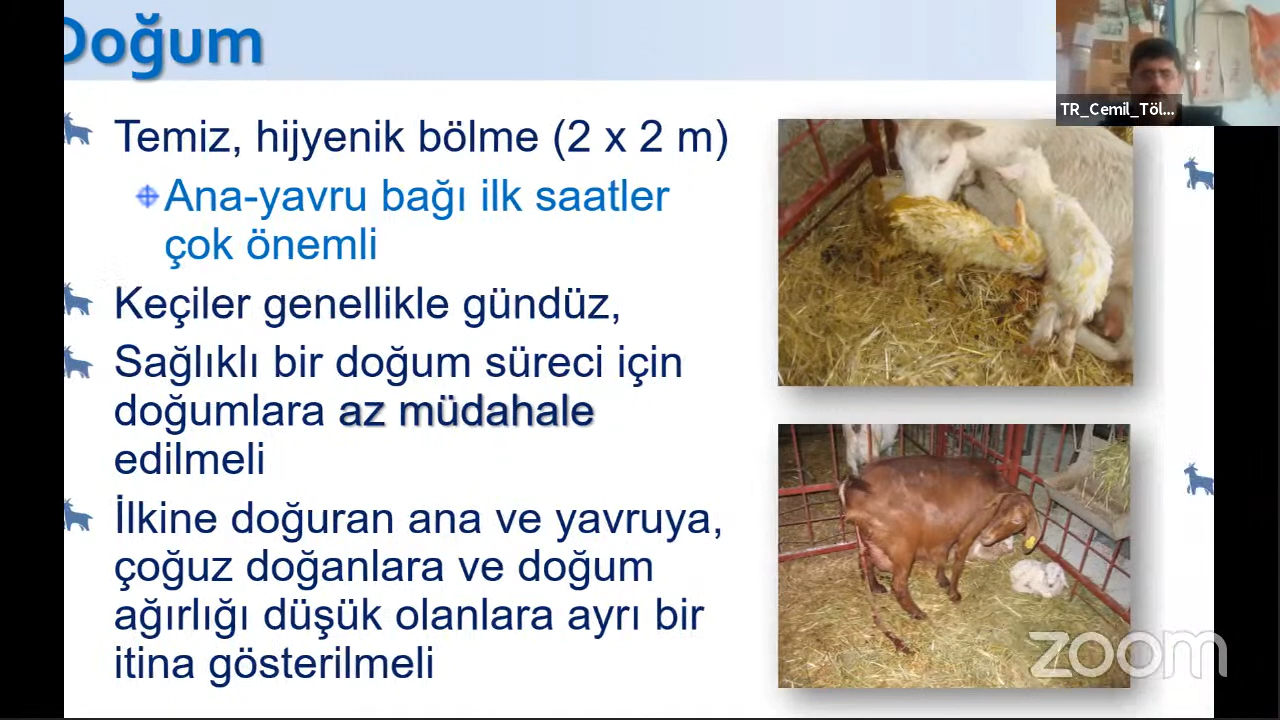 Doğum
TR_Cemil_Töl...
Temiz, hijyenik bölme (2 x 2 m)
Ana-yavru bağı ilk saatler
çok önemli
Keçiler genellikle gündüz,
Sağlıklı bir doğum süreci için
doğumlara az müdahale
edilmeli
İlkine doğuran ana ve yavruya,
çoğuz doğanlara ve doğum
ağırlığı düşük olanlara ayrı bir
itina gösterilmeli
zoom